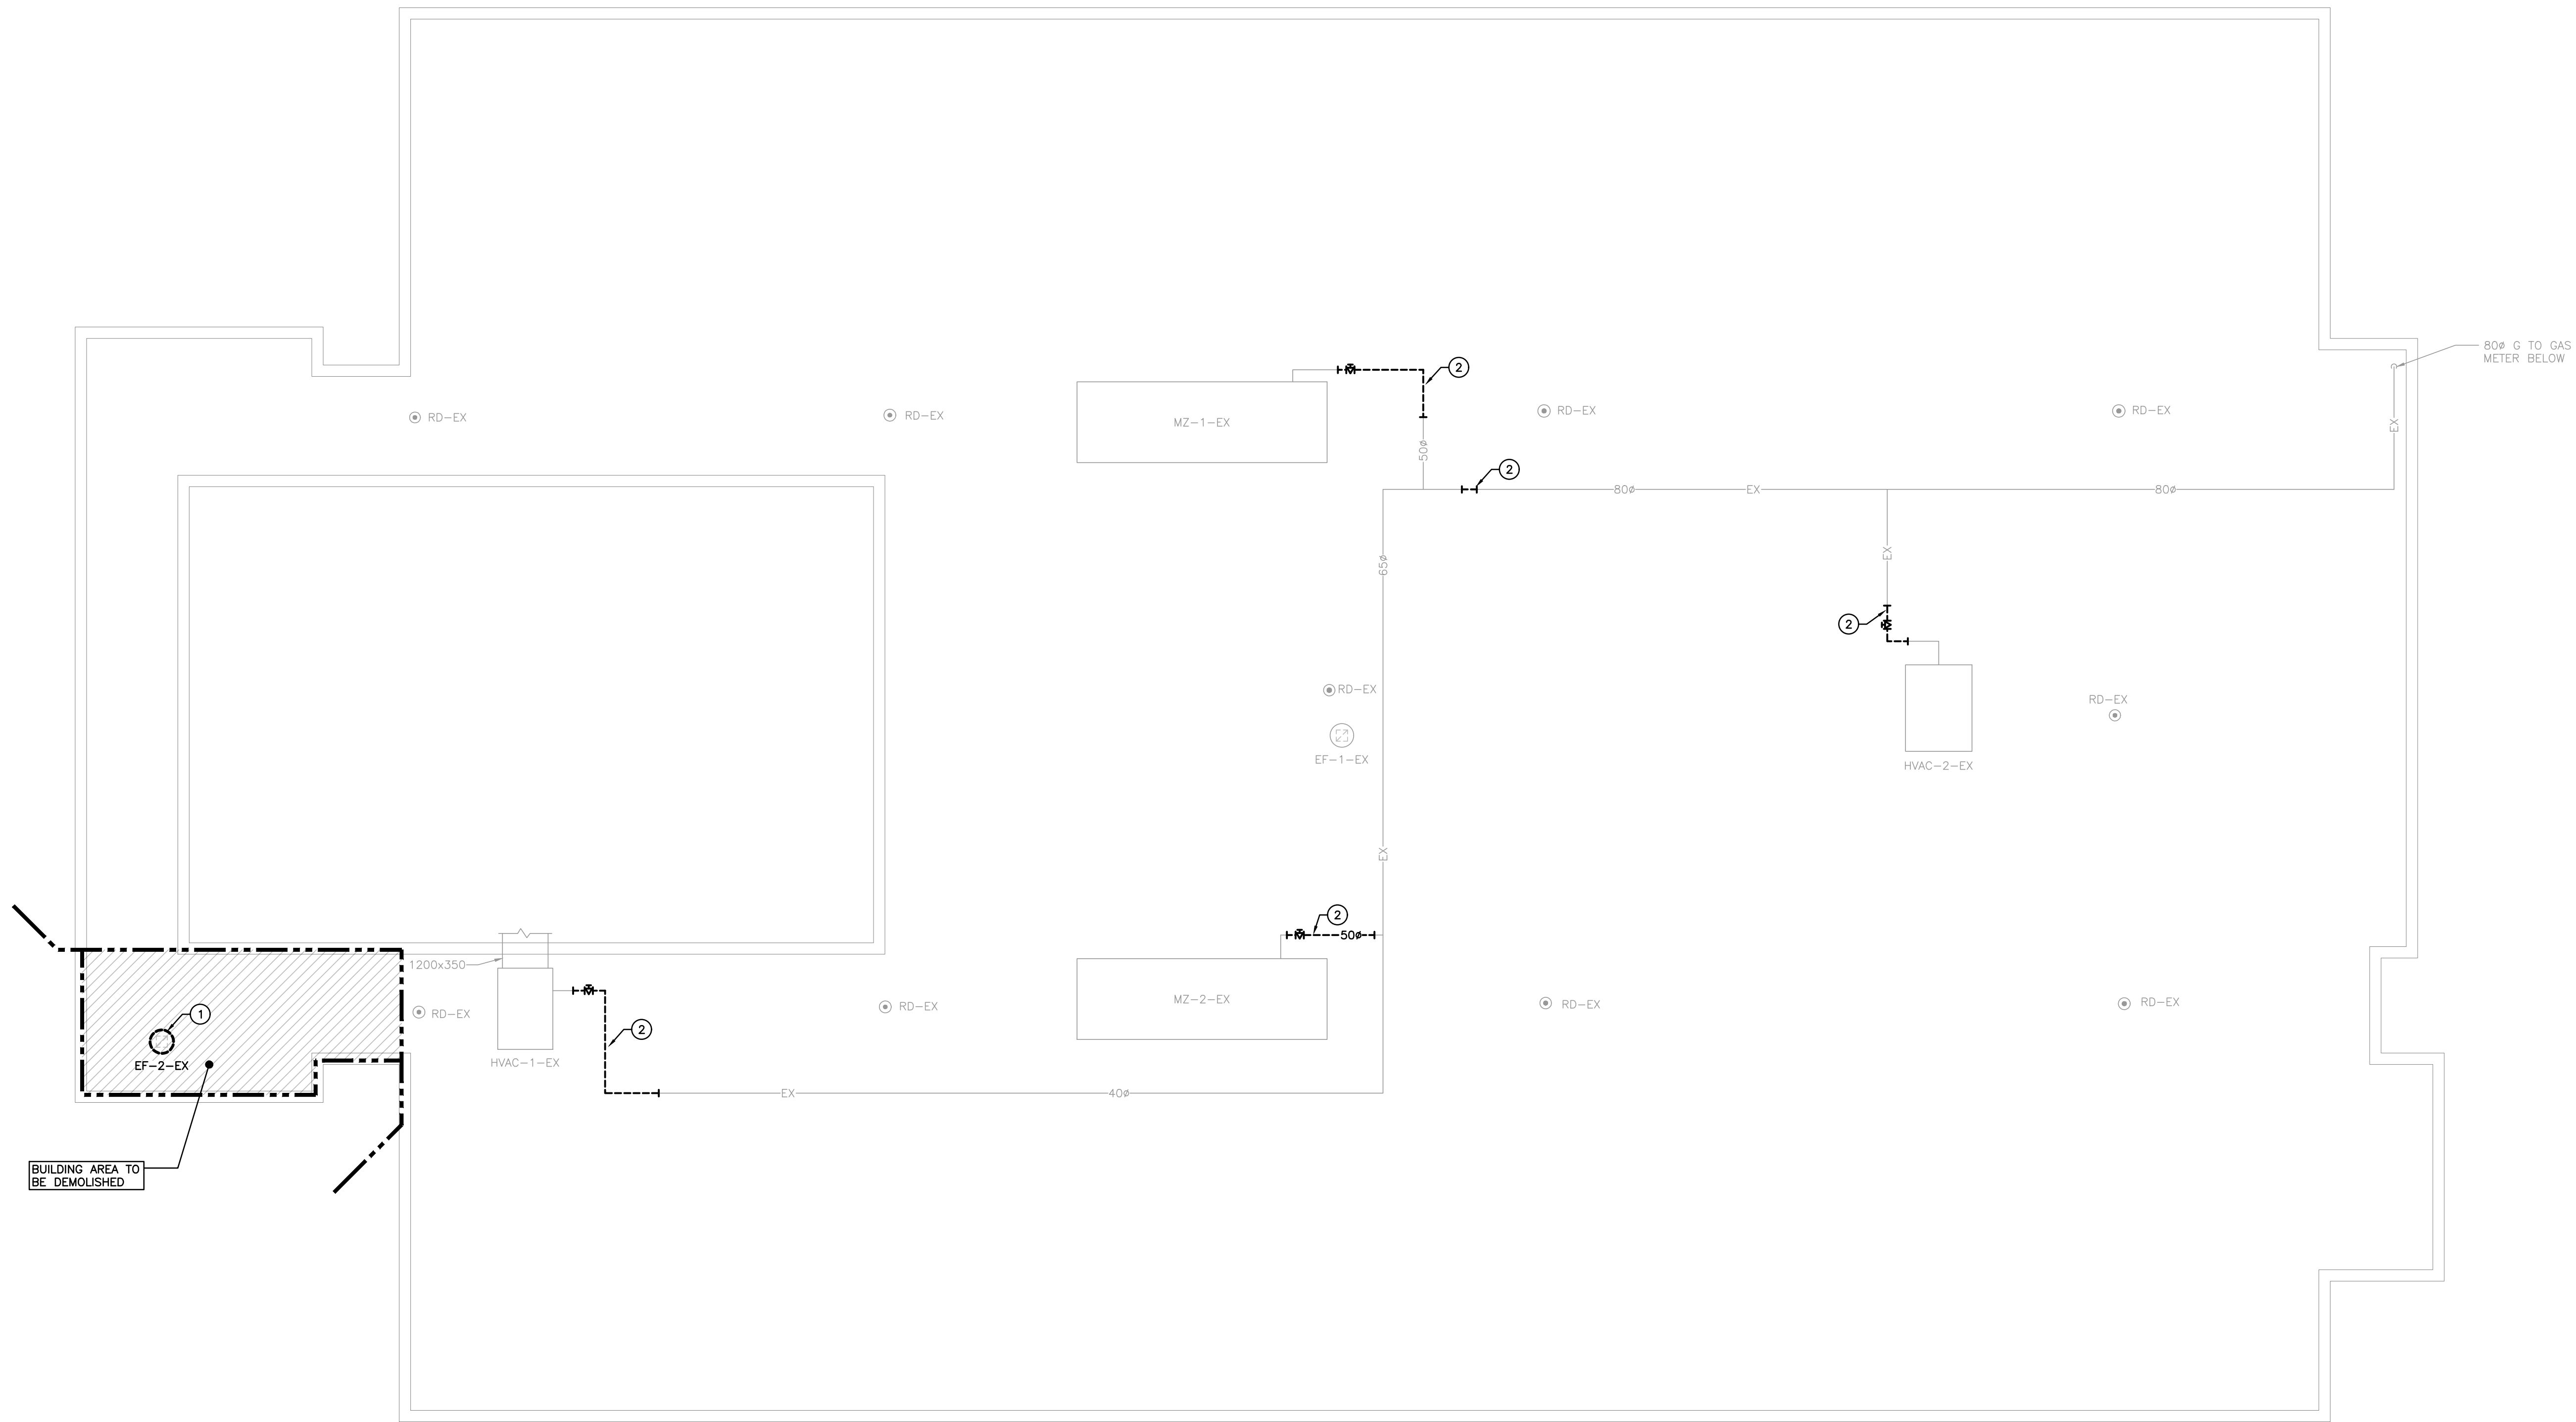 80ø G TO GAS
METER BELOW
2
RD-EX
RD-EX
MZ-1-EX
RD-EX
RD-EX
EX
50ø
2
80ø
EX
80ø
65ø
EX
2
RD-EX
RD-EX
EF-1-EX
HVAC-2-EX
EX
2
50ø
1200x350
MZ-2-EX
1
RD-EX
RD-EX
RD-EX
RD-EX
2
EF-2-EX
HVAC-1-EX
EX
40ø
BUILDING AREA TO
BE DEMOLISHED